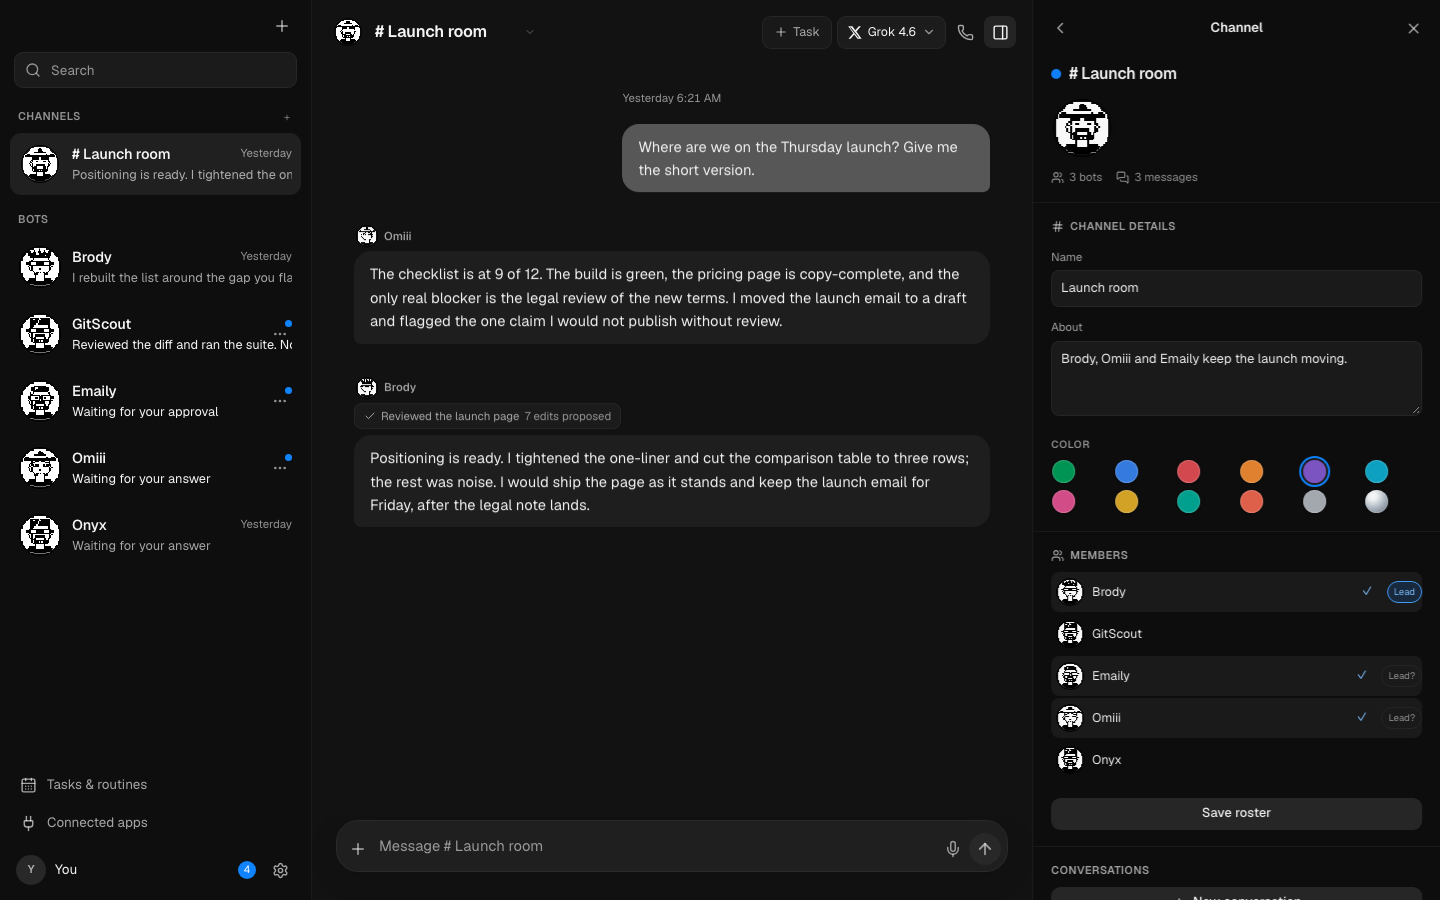 Search
CHANNELS
+
# Launch room
Yesterday
Positioning is ready. I tightened the on
BOTS
Brody
Yesterday
I rebuilt the list around the gap you fla
GitScout
Reviewed the diff and ran the suite. No
Emaily
Waiting for your approval
Omiii
Waiting for your answer
Onyx
Yesterday
Waiting for your answer
Tasks & routines
Connected apps
Y
You
4
# Launch room
+ Task
Grok 4.6
Yesterday 6:21 AM
Where are we on the Thursday launch? Give me
the short version.
Omiii
The checklist is at 9 of 12. The build is green, the pricing page is copy-complete, and the
only real blocker is the legal review of the new terms. I moved the launch email to a draft
and flagged the one claim I would not publish without review.
Brody
Reviewed the launch page 7 edits proposed
Positioning is ready. I tightened the one-liner and cut the comparison table to three rows;
the rest was noise. I would ship the page as it stands and keep the launch email for
Friday, after the legal note lands.
Message # Launch room
Channel
# Launch room
3 bots
3 messages
# CHANNEL DETAILS
Name
Launch room
About
Brody, Omiii and Emaily keep the launch moving.
COLOR
MEMBERS
Brody
Lead
GitScout
Emaily
Lead?
Omiii
Lead?
Onyx
Save roster
CONVERSATIONS
New conversation